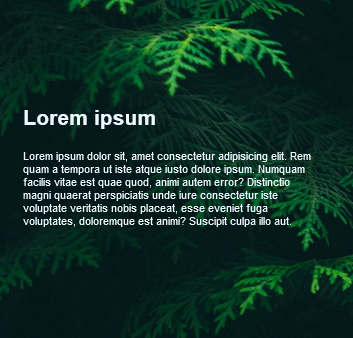 Lorem ipsum
Lorem ipsum dolor sit, amet consectetur adipisicing elit. Rem
quam a tempora ut iste atque iusto dolore ipsum. Numquam
facilis vitae est quae quod, animi autem error? Distinctio
magni quaerat perspiciatis unde iure consectetur iste
voluptate veritatis nobis placeat, esse eveniet fuga
voluptates, doloremque est animi? Suscipit culpa illo aut.